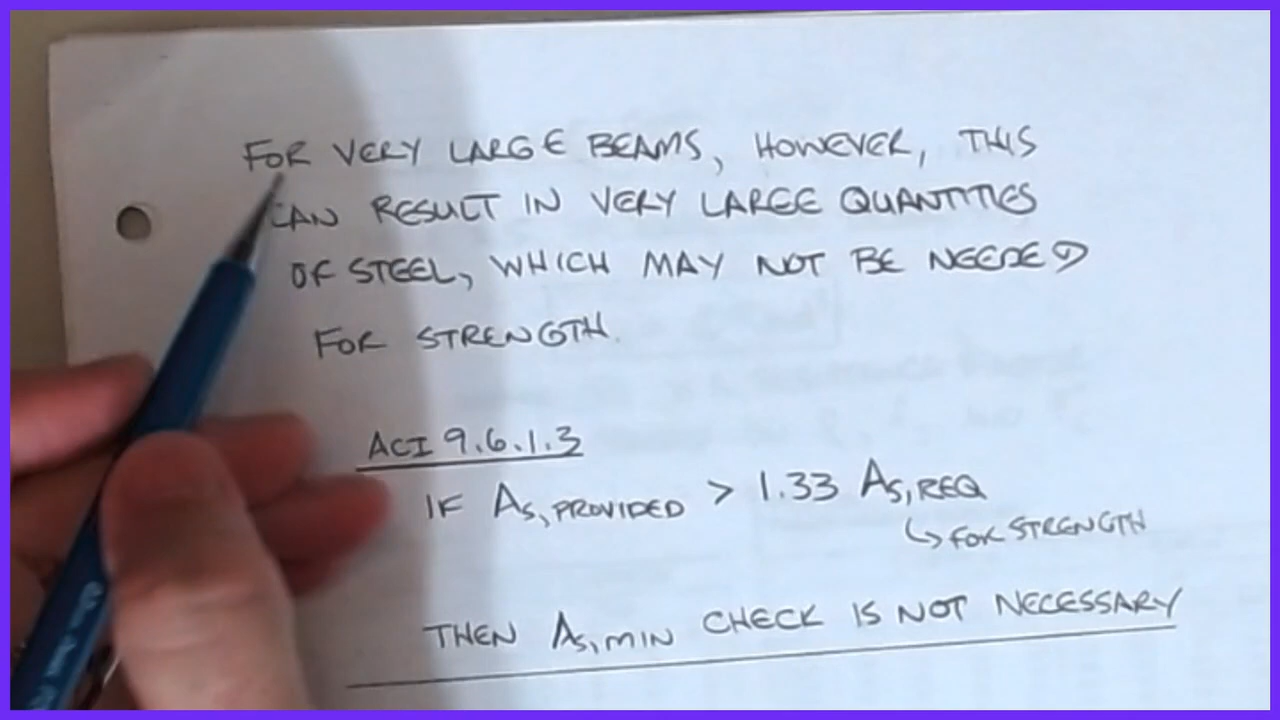 FOR VERY LARGE BEAMS, HOWEVER, THIS
CAN RESULT IN VERY LARGE QUANTITIES
OF STEEL, WHICH MAY NOT BE NEEDED
FOR STRENGTH.
ACI 9.6.1.3
IF As,PROVIDED > 1.33 As,REQ
↳ FOR STRENGTH
THEN As,MIN CHECK IS NOT NECESSARY